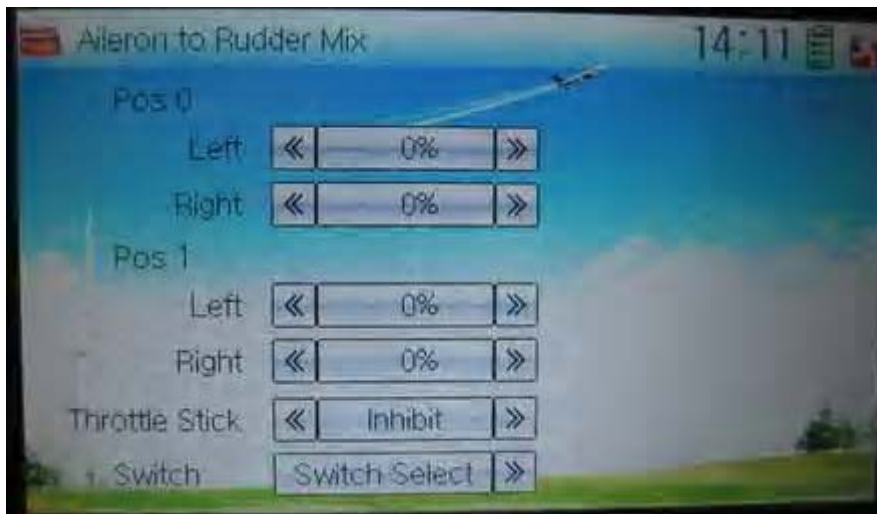 Aileron to Rudder Mix 14:11
Pos 0
Left « 0% »
Right « 0% »
Pos 1
Left « 0% »
Right « 0% »
Throttle Stick « Inhibit »
Switch Switch Select »